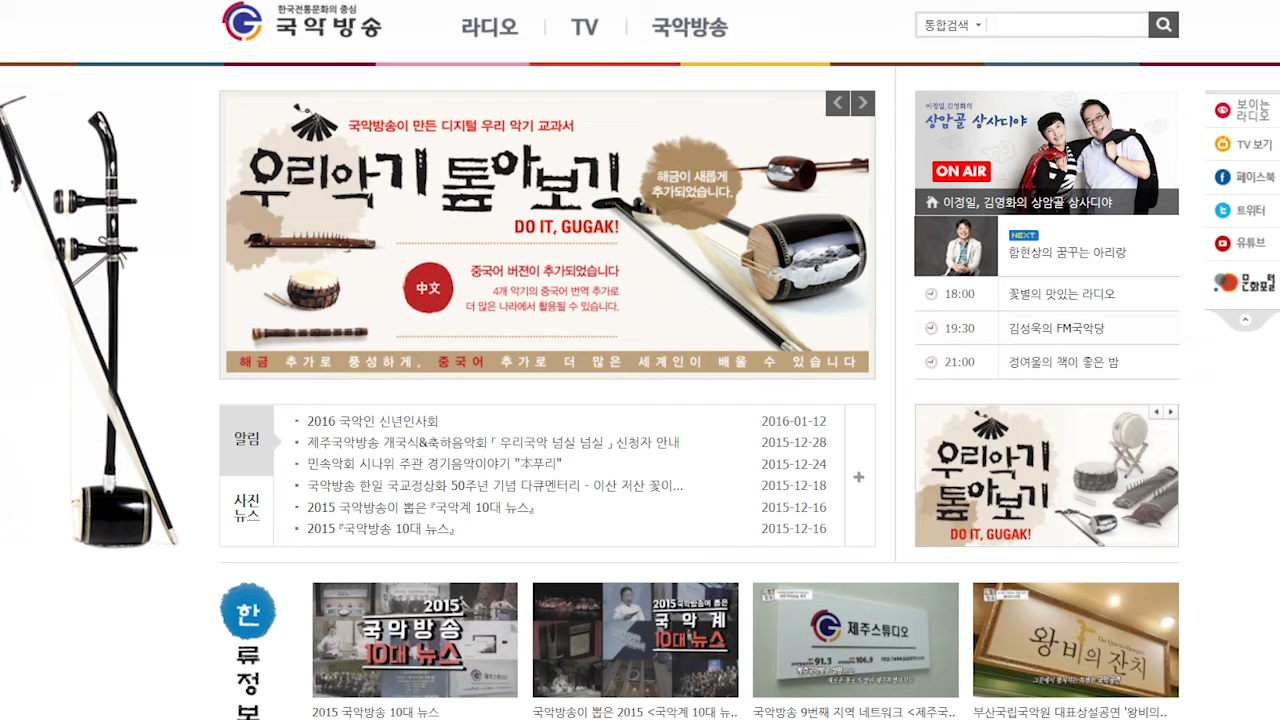 한국전통문화의 중심
국악방송
라디오
TV
국악방송
통합검색
국악방송이 만든 디지털 우리 악기 교과서
우리악기 톺아보기
DO IT, GUGAK!
해금이 새롭게
추가되었습니다.
中文
중국어 버젼이 추가되었습니다
4개 악기의 중국어 번역 추가로
더 많은 나라에서 활용될 수 있습니다.
해금 추가로 풍성하게, 중국어 추가로 더 많은 세계인이 배울 수 있습니다
이정일,김영화의
상암골 상사디야
ON AIR
이정일, 김영화의 상암골 상사디야
NEXT
함현상의 꿈꾸는 아리랑
18:00 꽃별의 맛있는 라디오
19:30 김성욱의 FM국악당
21:00 정여울의 책이 좋은 밤
보이는
라디오
TV 보기
페이스북
트위터
유튜브
문화포털
알림
사진
뉴스
2016 국악인 신년인사회 2016-01-12
제주국악방송 개국식&축하음악회 「 우리국악 넘실 넘실 」 신청자 안내 2015-12-28
민속악회 시나위 주관 경기음악이야기 "本푸리" 2015-12-24
국악방송 한일 국교정상화 50주년 기념 다큐멘터리 - 이산 저산 꽃이... 2015-12-18
2015 국악방송이 뽑은 『국악계 10대 뉴스』 2015-12-16
2015 『국악방송 10대 뉴스』 2015-12-16
우리악기
톺아보기
DO IT, GUGAK!
한
류
정
보
2015
국악방송
10대 뉴스
2015 국악방송이 뽑은
국악계
10대 뉴스
제주스튜디오
91.3
106.9
왕비의 잔치
2015 국악방송 10대 뉴스
국악방송이 뽑은 2015 <국악계 10대 뉴..
국악방송 9번째 지역 네트워크 <제주국..
부산국립국악원 대표상설공연 '왕비의..